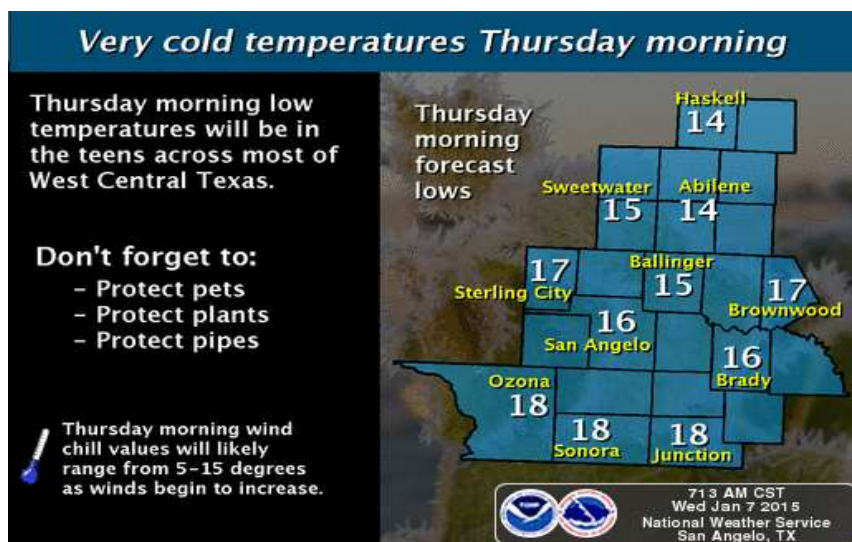 Very cold temperatures Thursday morning
Thursday morning low
temperatures will be in
the teens across most of
West Central Texas.
Don't forget to:
- Protect pets
- Protect plants
- Protect pipes
Thursday morning wind
chill values will likely
range from 5-15 degrees
as winds begin to increase.
Thursday
morning
forecast
lows
Haskell
14
Sweetwater
15
Abilene
14
17
Sterling City
Ballinger
15
17
Brownwood
16
San Angelo
16
Brady
Ozona
18
18
Sonora
18
Junction
713 AM CST
Wed Jan 7 2015
National Weather Service
San Angelo, TX